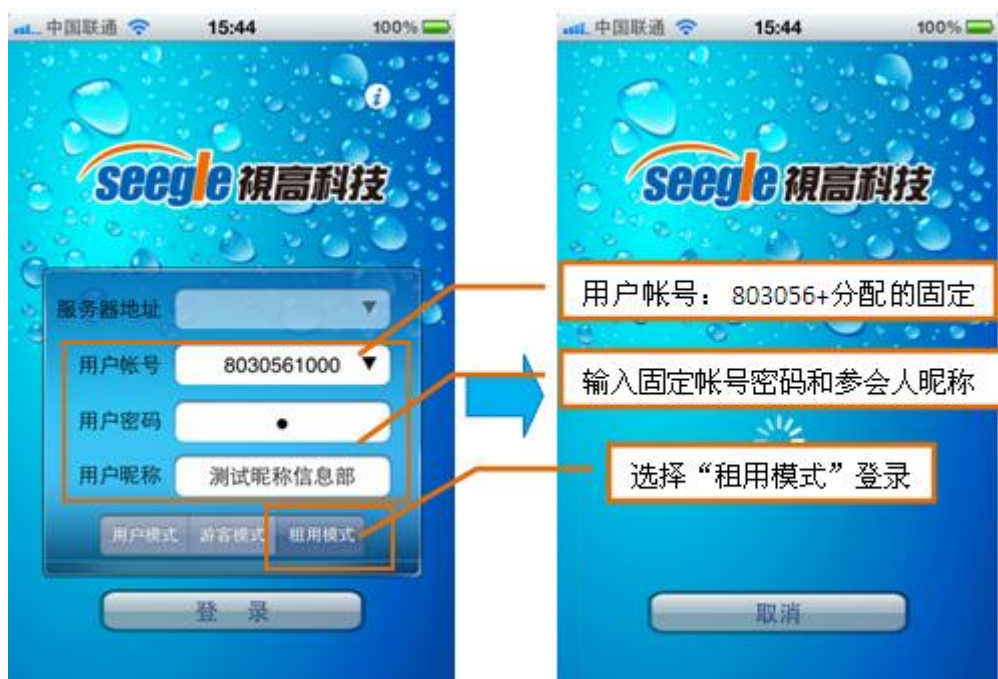 中国联通 15:44 100%
seegle 視高科技
服务器地址
用户帐号 8030561000
用户密码
用户昵称 测试昵称信息部
用户模式 游客模式 租用模式
登 录
中国联通 15:44 100%
seegle 視高科技
用户帐号：803056+分配的固定
输入固定帐号密码和参会人昵称
选择“租用模式”登录
取消